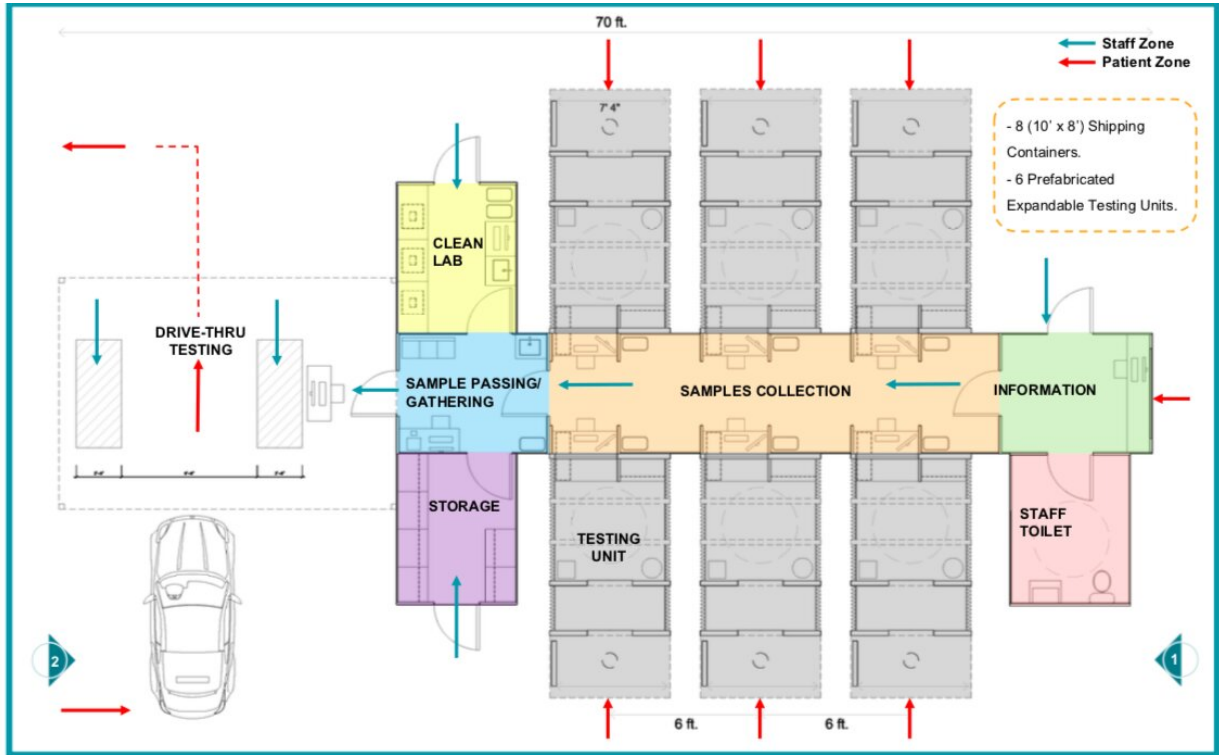 70 ft.
Staff Zone
Patient Zone
7' 4"
- 8 (10' x 8') Shipping
Containers.
- 6 Prefabricated
Expandable Testing Units.
CLEAN
LAB
DRIVE-THRU
TESTING
SAMPLE PASSING/
GATHERING
SAMPLES COLLECTION
INFORMATION
STORAGE
TESTING
UNIT
STAFF
TOILET
2
1
6 ft.
6 ft.